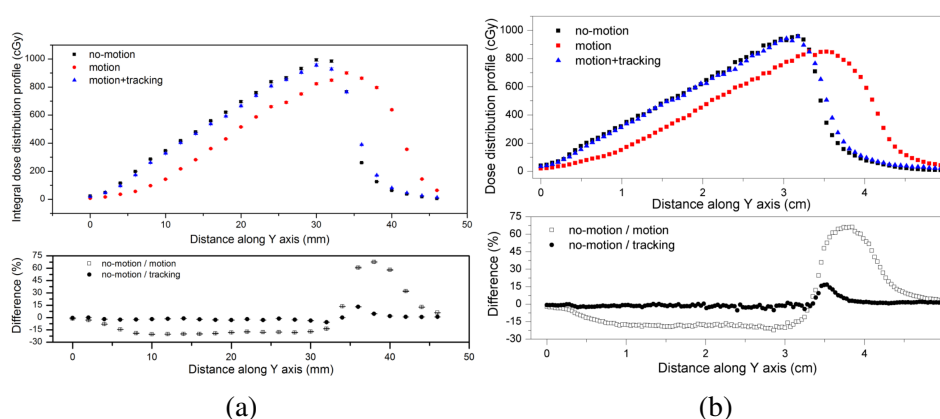 Integral dose distribution profile (cGy)
1000
800
600
400
200
0
no-motion
motion
motion+tracking
0 10 20 30 40 50
Distance along Y axis (mm)
Difference (%)
75
60
45
30
15
0
-15
-30
no-motion / motion
no-motion / tracking
0 10 20 30 40 50
Distance along Y axis (mm)
(a)
Dose distribution profile (cGy)
1000
800
600
400
200
0
no-motion
motion
motion+tracking
0 1 2 3 4
Distance along Y axis (cm)
Difference (%)
75
60
45
30
15
0
-15
-30
no-motion / motion
no-motion / tracking
0 1 2 3 4
Distance along Y axis (cm)
(b)